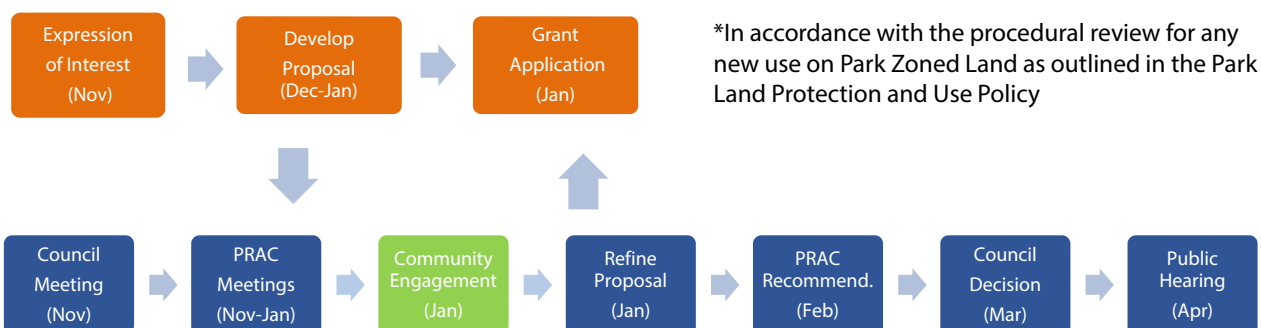 Expression
of Interest
(Nov)
Develop
Proposal
(Dec-Jan)
Grant
Application
(Jan)
*In accordance with the procedural review for any
new use on Park Zoned Land as outlined in the Park
Land Protection and Use Policy
Council
Meeting
(Nov)
PRAC
Meetings
(Nov-Jan)
Community
Engagement
(Jan)
Refine
Proposal
(Jan)
PRAC
Recommend.
(Feb)
Council
Decision
(Mar)
Public
Hearing
(Apr)